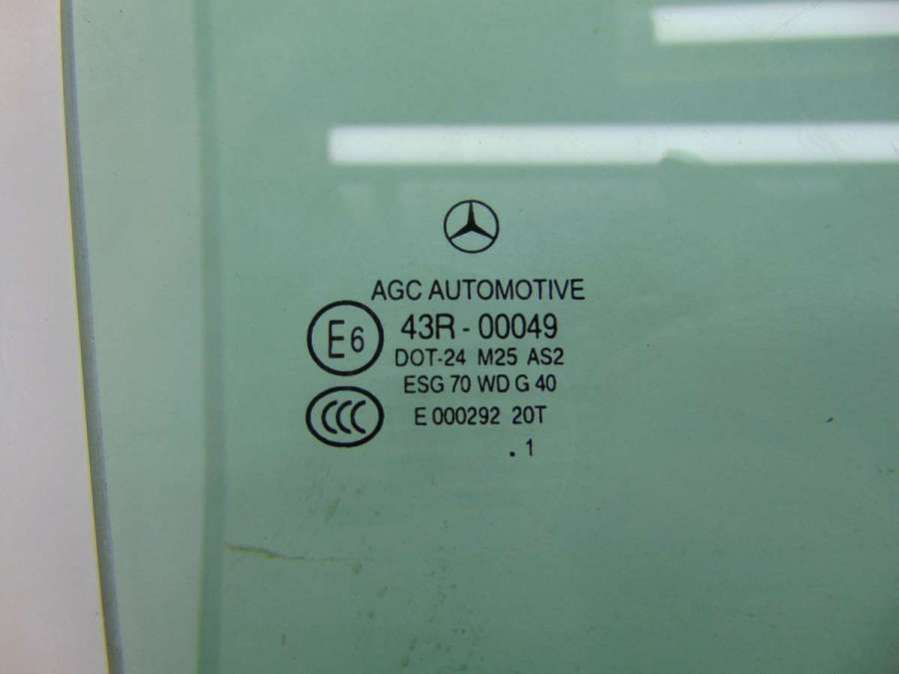 AGC AUTOMOTIVE
E6 43R - 00049
DOT-24 M25 AS2
ESG 70 WD G 40
CCC E 000292 20T
. 1